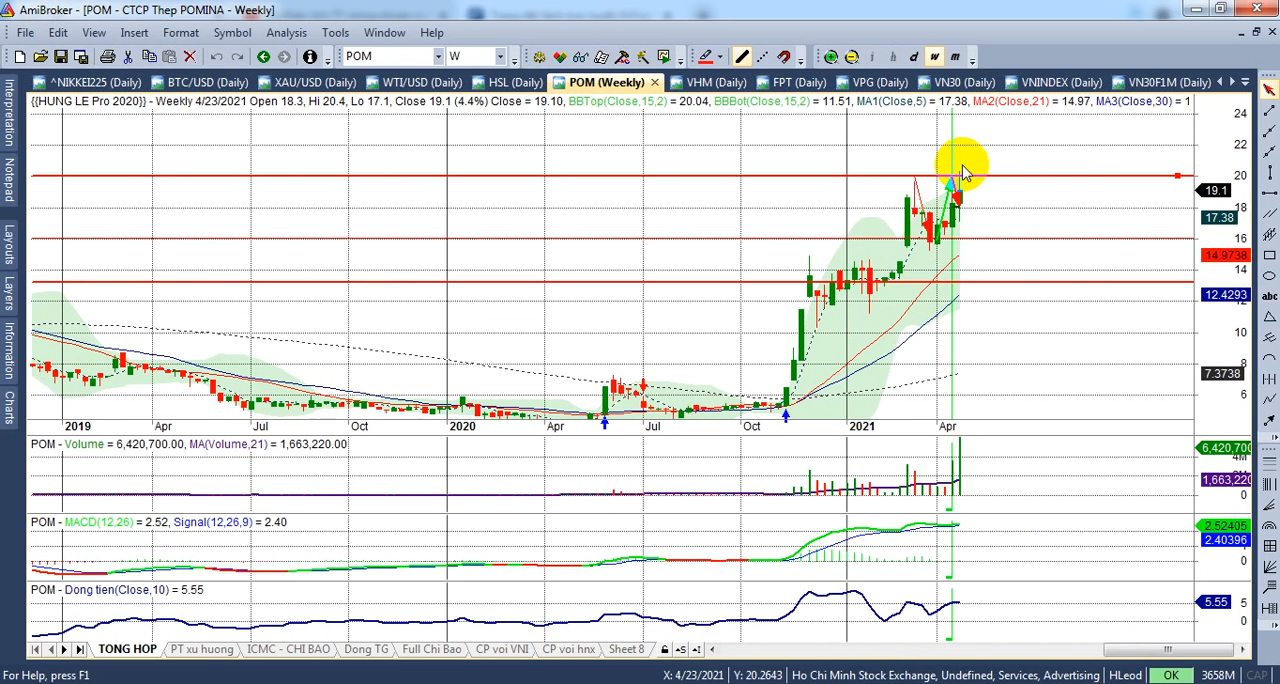 AmiBroker - [POM - CTCP Thep POMINA - Weekly]
File Edit View Insert Format Symbol Analysis Tools Window Help
POM W i h d w m i h d w m
^NIKKEI225 (Daily) BTC/USD (Daily) XAU/USD (Daily) WTI/USD (Daily) HSL (Daily) POM (Weekly) VHM (Daily) FPT (Daily) VPG (Daily) VN30 (Daily) VNINDEX (Daily) VN30F1M (Daily)
{{HUNG LE Pro 2020}} - Weekly 4/23/2021 Open 18.3, Hi 20.4, Lo 17.1, Close 19.1 (4.4%) Close = 19.10, BBTop(Close,15,2) = 20.04, BBBot(Close,15,2) = 11.51, MA1(Close,5) = 17.38, MA2(Close,21) = 14.97, MA3(Close,30) = 1
Interpretation
Notepad
Layouts
Layers
Information
Charts
24
22
20
19.1
18
17.38
16
14.9738
14
12.4293
12
10
8
7.3738
6
2019 Apr Jul Oct 2020 Apr Jul Oct 2021 Apr
POM - Volume = 6,420,700.00, MA(Volume,21) = 1,663,220.00
6,420,700
4M
1,663,220
0
POM - MACD(12,26) = 2.52, Signal(12,26,9) = 2.40
2.52405
2.40396
0
POM - Dong tien(Close,10) = 5.55
5.55
5
0
TONG HOP PT xu huong ICMC - CHI BAO Dong TG Full Chi Bao CP voi VNI CP voi hnx Sheet 8
For Help, press F1 X: 4/23/2021 Y: 20.2643 Ho Chi Minh Stock Exchange, Undefined, Services, Advertising HLeod OK 3658M CAP
abc